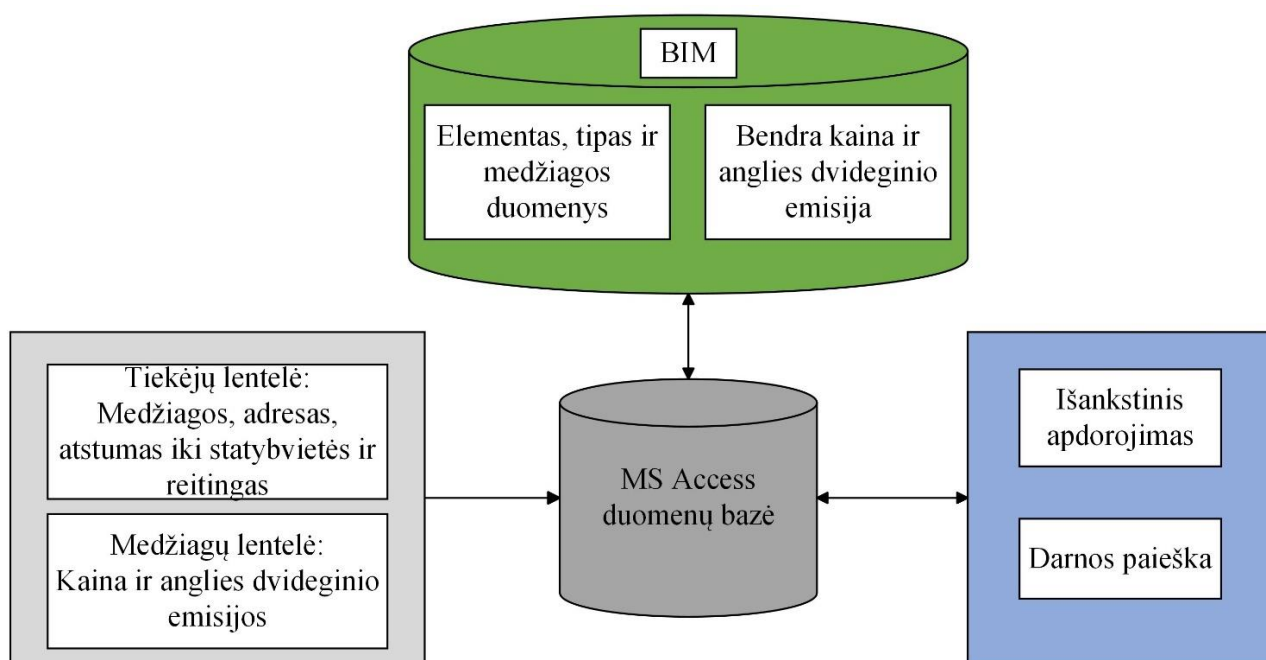 BIM
Elementas, tipas ir
medžiagos
duomenys
Bendra kaina ir
anglies dvideginio
emisija
Tiekėjų lentelė:
Medžiagos, adresas,
atstumas iki statybvietės ir
reitingas
Medžiagų lentelė:
Kaina ir anglies dvideginio
emisijos
MS Access
duomenų bazė
Išankstinis
apdorojimas
Darnos paieška